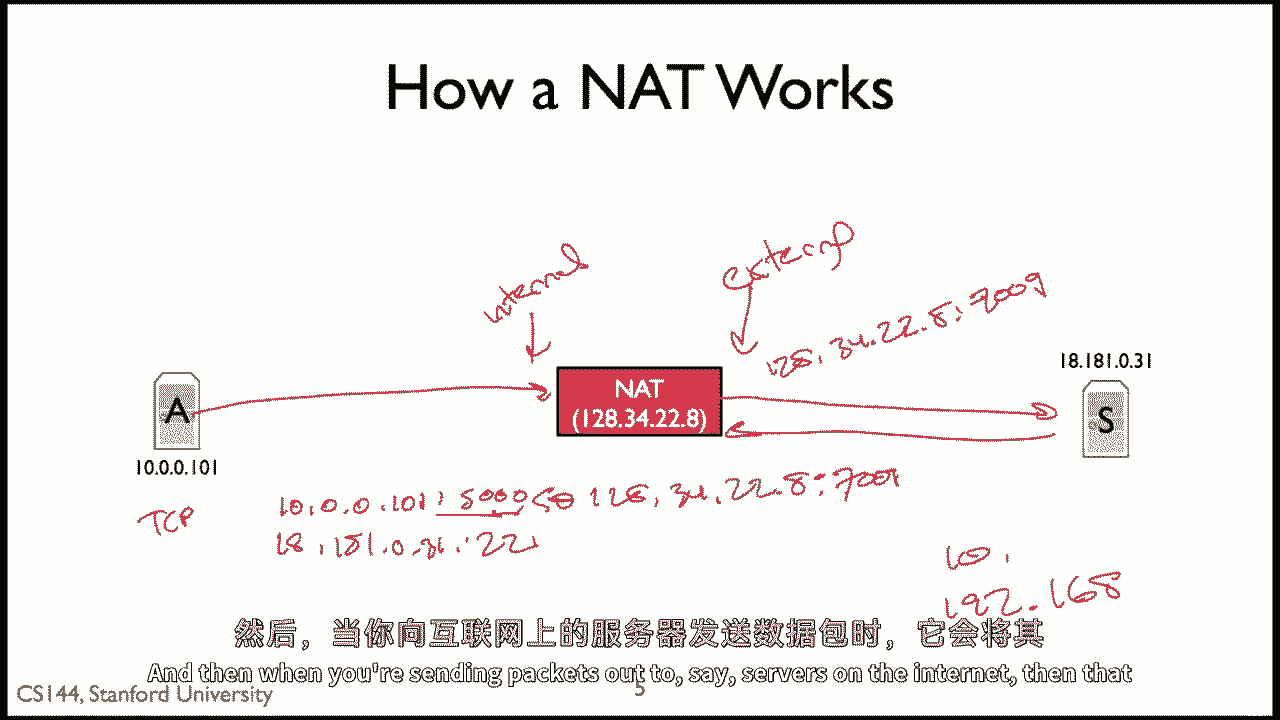 How a NAT Works
internal
external
128.34.22.8:7009
18.181.0.31
NAT
(128.34.22.8)
A
S
10.0.0.101
TCP
10.0.0.101:5000 128.34.22.8:7009
18.181.0.31:22
10.
192.168
然后，当你向互联网上的服务器发送数据包时，它会将其
And then when you're sending packets out to, say, servers on the internet, then that
CS144, Stanford University
5